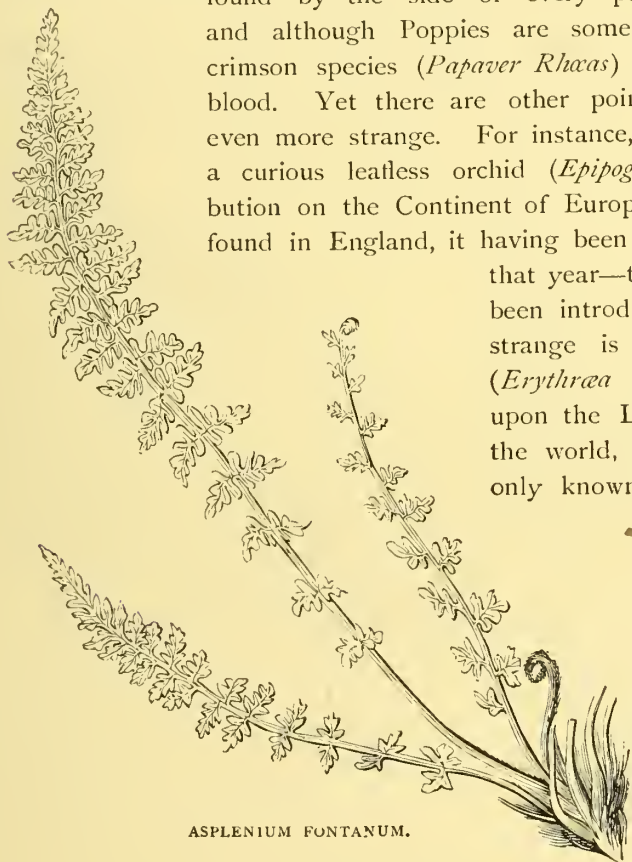 and although Poppies are some
crimson species (Papaver Rhœas)
blood. Yet there are other poin
even more strange. For instance,
a curious leafless orchid (Epipog
bution on the Continent of Europ
found in England, it having been
that year—t
been introd
strange is
(Erythræa
upon the L
the world,
only known
ASPLENIUM FONTANUM.